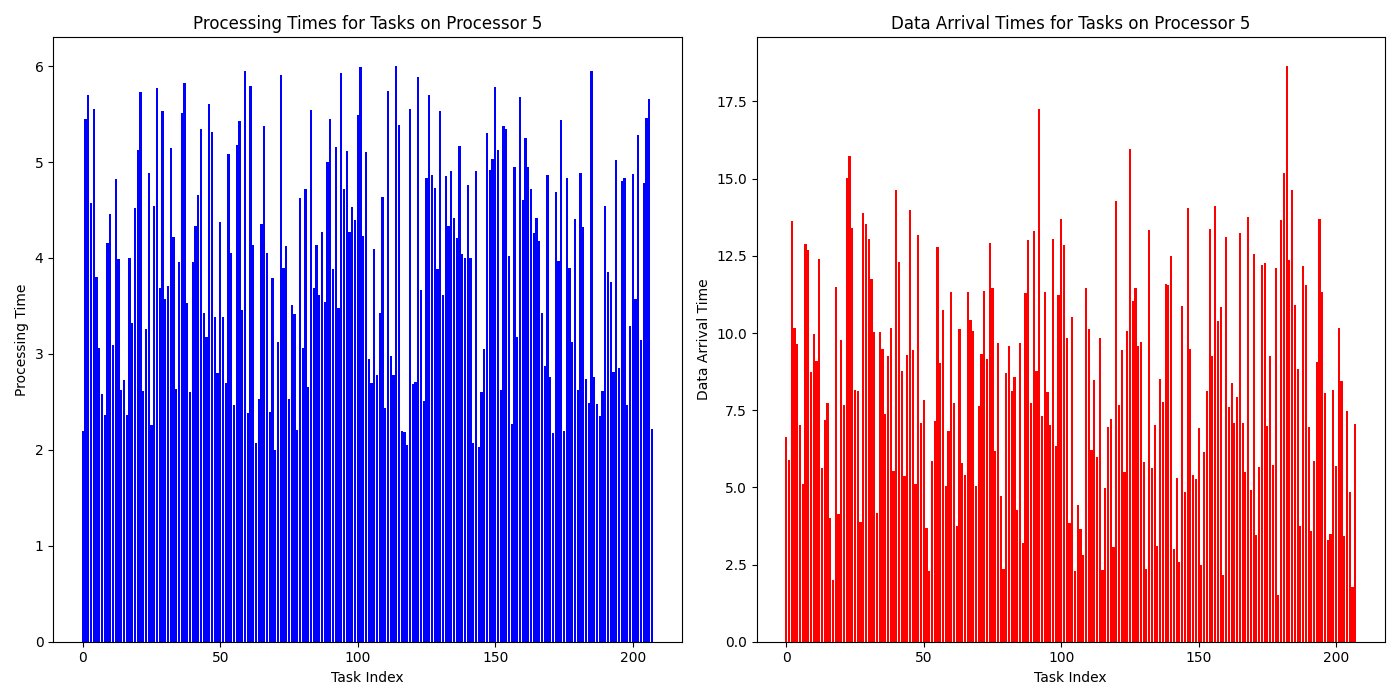 Processing Times for Tasks on Processor 5
Processing Time
6
5
4
3
2
1
0
0 50 100 150 200
Task Index
Data Arrival Times for Tasks on Processor 5
Data Arrival Time
17.5
15.0
12.5
10.0
7.5
5.0
2.5
0.0
0 50 100 150 200
Task Index